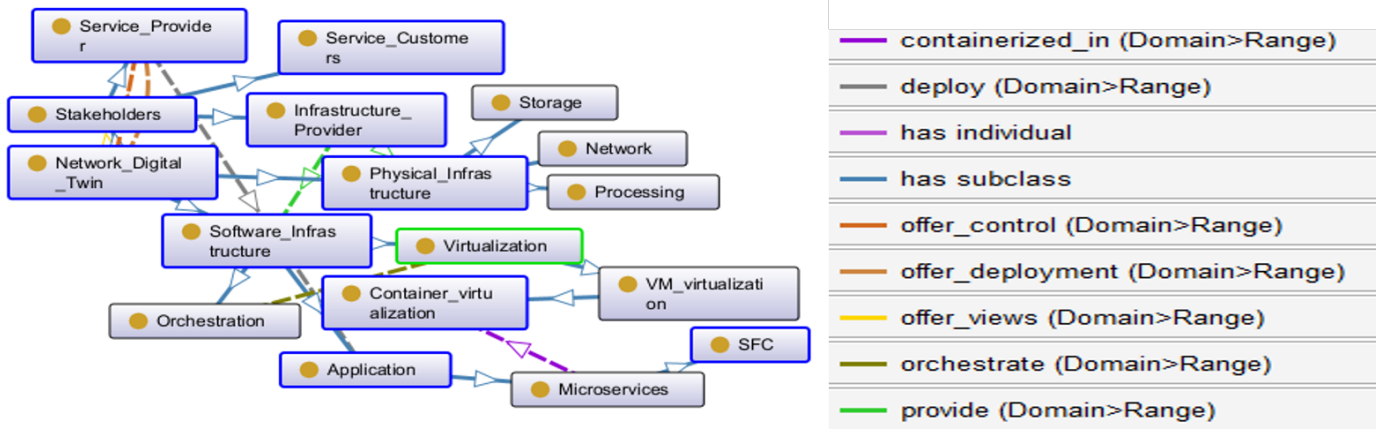 Service_Provide
r
Service_Custome
rs
Stakeholders
Infrastructure_
Provider
Storage
Network
Network_Digital
_Twin
Physical_Infras
tructure
Processing
Software_Infras
tructure
Virtualization
Container_virtu
alization
VM_virtualizati
on
Orchestration
SFC
Application
Microservices
containerized_in (Domain>Range)
deploy (Domain>Range)
has individual
has subclass
offer_control (Domain>Range)
offer_deployment (Domain>Range)
offer_views (Domain>Range)
orchestrate (Domain>Range)
provide (Domain>Range)